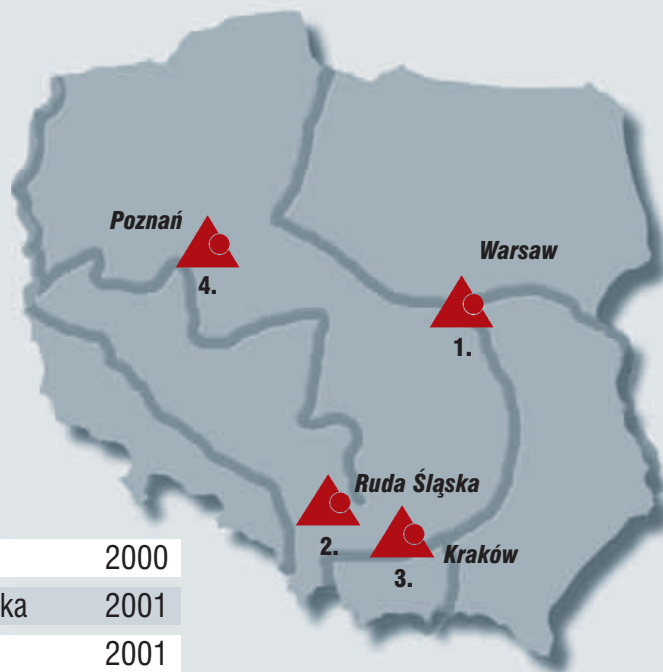 Poznań
4.
Warsaw
1.
Ruda Śląska
2.
3.
Kraków
2000
ka 2001
2001